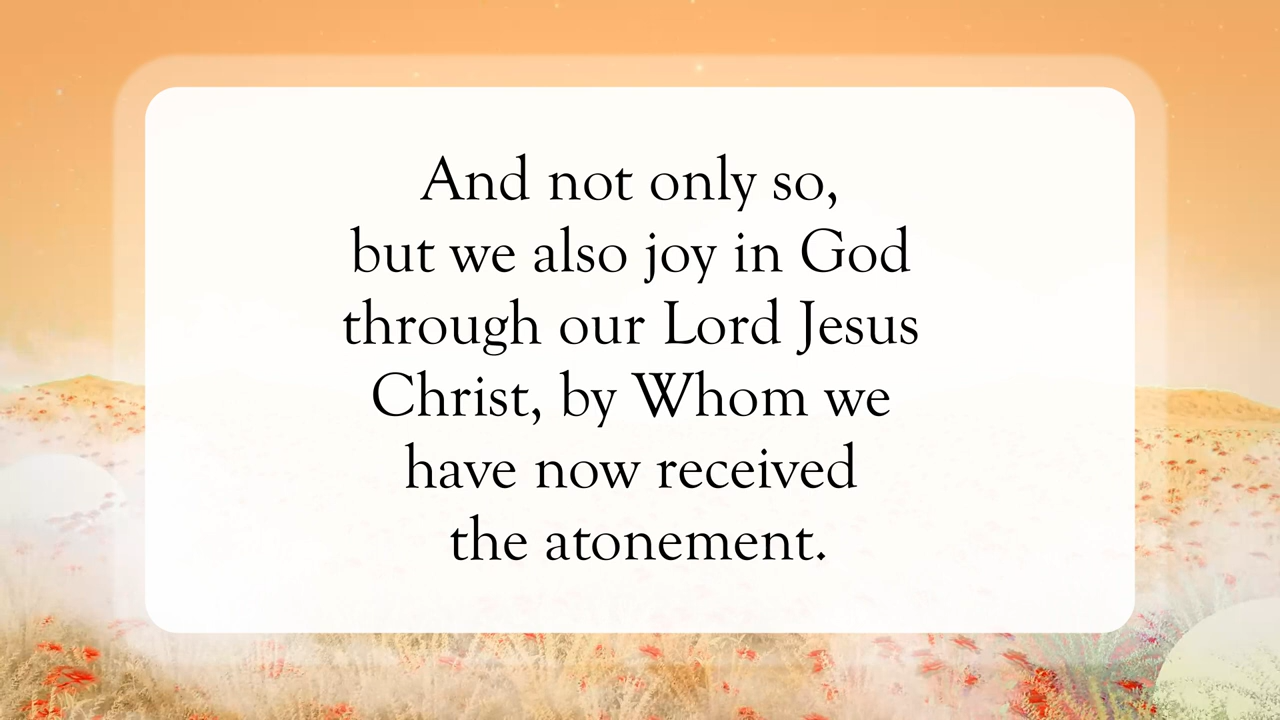 And not only so,
but we also joy in God
through our Lord Jesus
Christ, by Whom we
have now received
the atonement.